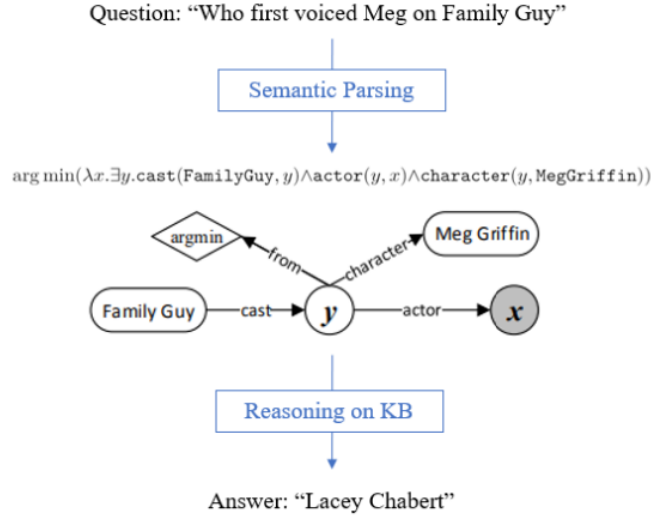 Question: “Who first voiced Meg on Family Guy”
Semantic Parsing
arg min(λx.∃y.cast(FamilyGuy, y)∧actor(y, x)∧character(y, MegGriffin))
argmin
from
character
Meg Griffin
Family Guy
cast
y
actor
x
Reasoning on KB
Answer: “Lacey Chabert”